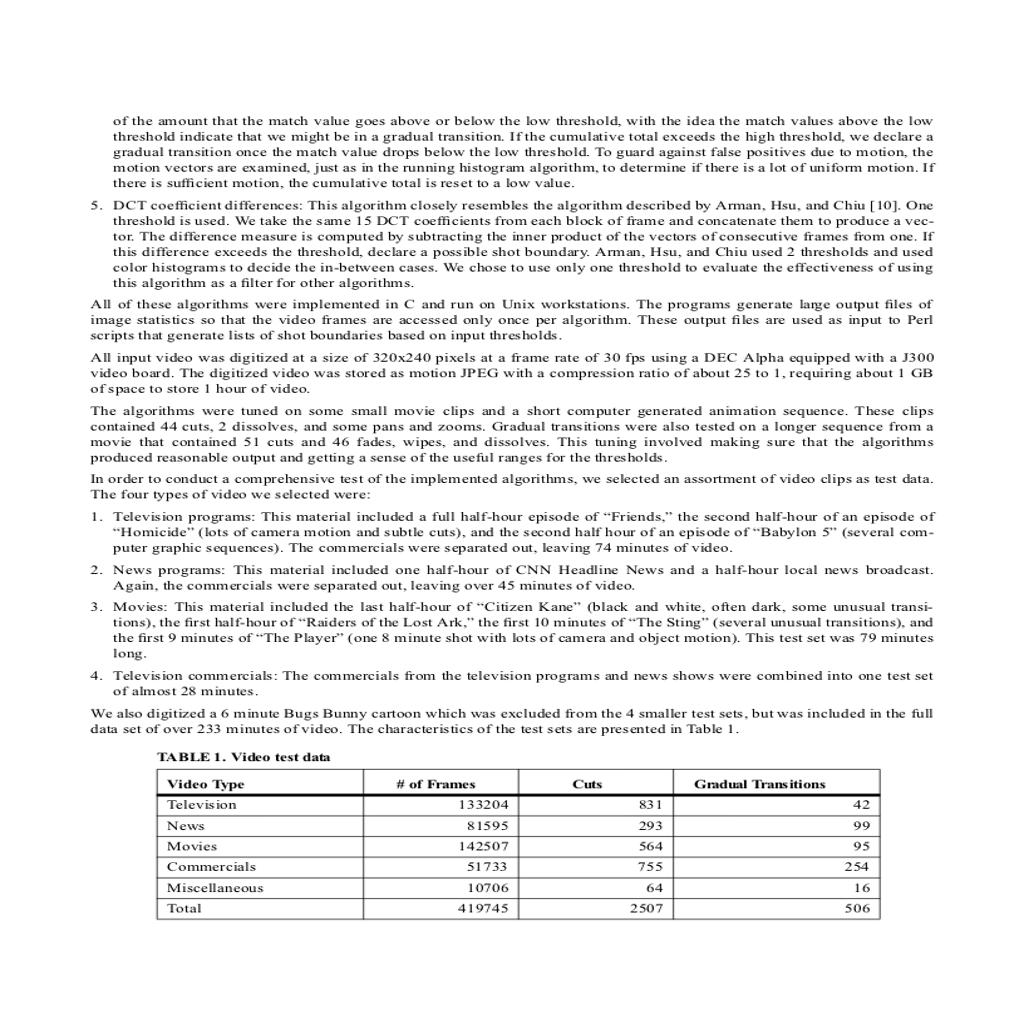 of the amount that the match value goes above or below the low threshold, with the idea the match values above the low
threshold indicate that we might be in a gradual transition. If the cumulative total exceeds the high threshold, we declare a
gradual transition once the match value drops below the low threshold. To guard against false positives due to motion, the
motion vectors are examined, just as in the running histogram algorithm, to determine if there is a lot of uniform motion. If
there is sufficient motion, the cumulative total is reset to a low value.
5. DCT coefficient differences: This algorithm closely resembles the algorithm described by Arman, Hsu, and Chiu [10]. One
threshold is used. We take the same 15 DCT coefficients from each block of frame and concatenate them to produce a vec-
tor. The difference measure is computed by subtracting the inner product of the vectors of consecutive frames from one. If
this difference exceeds the threshold, declare a possible shot boundary. Arman, Hsu, and Chiu used 2 thresholds and used
color histograms to decide the in-between cases. We chose to use only one threshold to evaluate the effectiveness of using
this algorithm as a filter for other algorithms.
All of these algorithms were implemented in C and run on Unix workstations. The programs generate large output files of
image statistics so that the video frames are accessed only once per algorithm. These output files are used as input to Perl
scripts that generate lists of shot boundaries based on input thresholds.
All input video was digitized at a size of 320x240 pixels at a frame rate of 30 fps using a DEC Alpha equipped with a J300
video board. The digitized video was stored as motion JPEG with a compression ratio of about 25 to 1, requiring about 1 GB
of space to store 1 hour of video.
The algorithms were tuned on some small movie clips and a short computer generated animation sequence. These clips
contained 44 cuts, 2 dissolves, and some pans and zooms. Gradual transitions were also tested on a longer sequence from a
movie that contained 51 cuts and 46 fades, wipes, and dissolves. This tuning involved making sure that the algorithms
produced reasonable output and getting a sense of the useful ranges for the thresholds.
In order to conduct a comprehensive test of the implemented algorithms, we selected an assortment of video clips as test data.
The four types of video we selected were:
1. Television programs: This material included a full half-hour episode of “Friends,” the second half-hour of an episode of
“Homicide” (lots of camera motion and subtle cuts), and the second half hour of an episode of “Babylon 5” (several com-
puter graphic sequences). The commercials were separated out, leaving 74 minutes of video.
2. News programs: This material included one half-hour of CNN Headline News and a half-hour local news broadcast.
Again, the commercials were separated out, leaving over 45 minutes of video.
3. Movies: This material included the last half-hour of “Citizen Kane” (black and white, often dark, some unusual transi-
tions), the first half-hour of “Raiders of the Lost Ark,” the first 10 minutes of “The Sting” (several unusual transitions), and
the first 9 minutes of “The Player” (one 8 minute shot with lots of camera and object motion). This test set was 79 minutes
long.
4. Television commercials: The commercials from the television programs and news shows were combined into one test set
of almost 28 minutes.
We also digitized a 6 minute Bugs Bunny cartoon which was excluded from the 4 smaller test sets, but was included in the full
data set of over 233 minutes of video. The characteristics of the test sets are presented in Table 1.
TABLE 1. Video test data
Video Type # of Frames Cuts Gradual Transitions
Television 133204 831 42
News 81595 293 99
Movies 142507 564 95
Commercials 51733 755 254
Miscellaneous 10706 64 16
Total 419745 2507 506